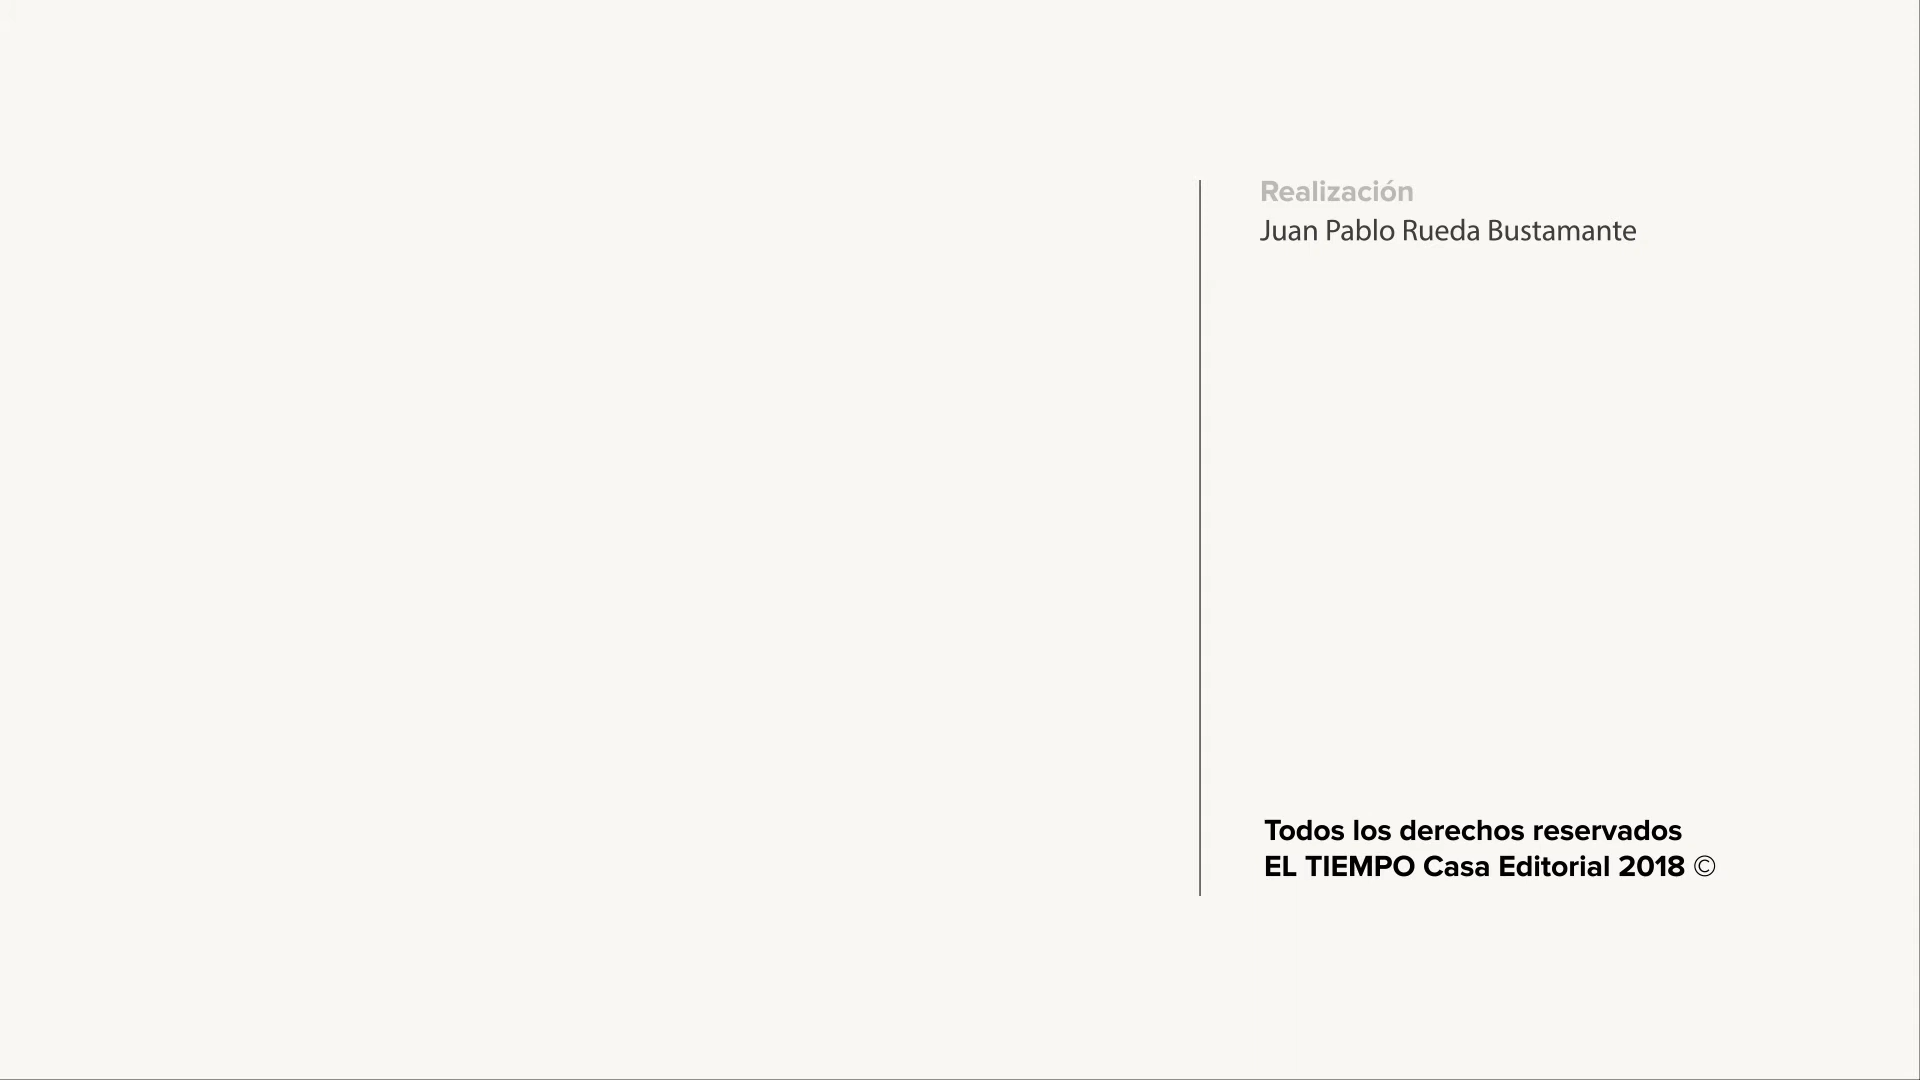 Realización
Juan Pablo Rueda Bustamante
Todos los derechos reservados
EL TIEMPO Casa Editorial 2018 ©